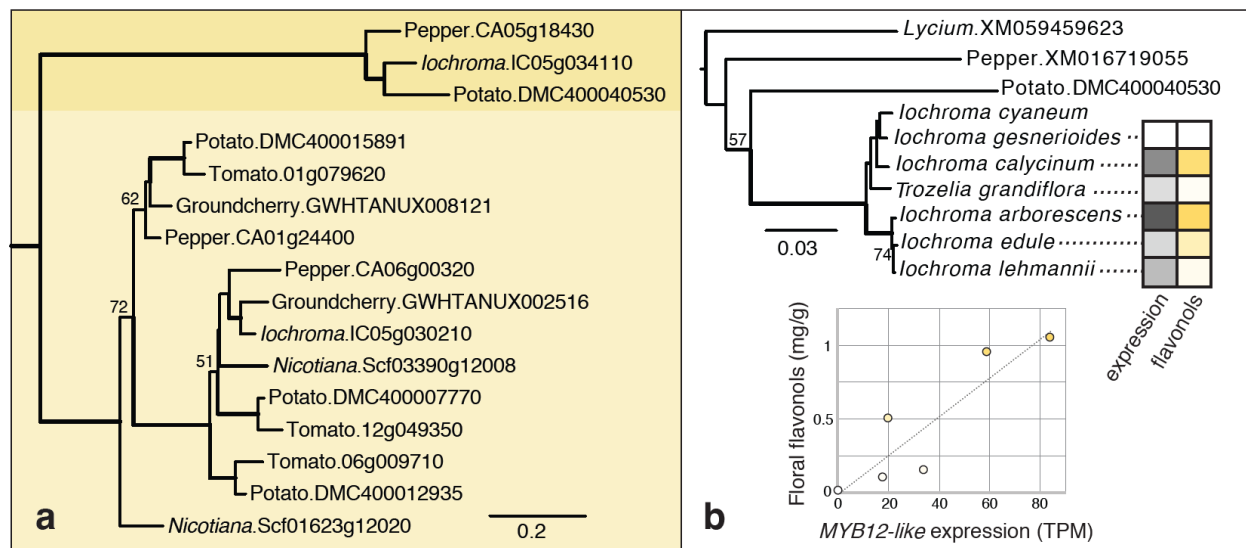 Pepper.CA05g18430
Iochroma.IC05g034110
Potato.DMC400040530
Potato.DMC400015891
Tomato.01g079620
62
Groundcherry.GWHTANUX008121
Pepper.CA01g24400
Pepper.CA06g00320
72
Groundcherry.GWHTANUX002516
Iochroma.IC05g030210
51
Nicotiana.Scf03390g12008
Potato.DMC400007770
Tomato.12g049350
Tomato.06g009710
Potato.DMC400012935
a
0.2
Nicotiana.Scf01623g12020
Lycium.XM059459623
Pepper.XM016719055
Potato.DMC400040530
Iochroma cyaneum
57
Iochroma gesnerioides
Iochroma calycinum
Trozelia grandiflora
Iochroma arborescens
0.03
Iochroma edule
74
Iochroma lehmannii
expression
flavonols
Floral flavonols (mg/g)
1
0.5
0
0 20 40 60 80
b
MYB12-like expression (TPM)